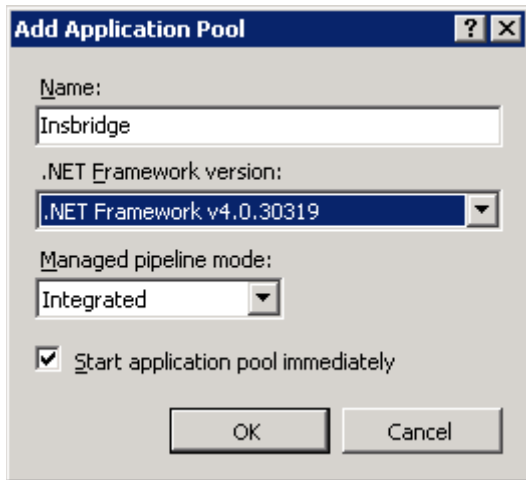 Add Application Pool
Name:
Insbridge
.NET Framework version:
.NET Framework v4.0.30319
Managed pipeline mode:
Integrated
Start application pool immediately
OK Cancel